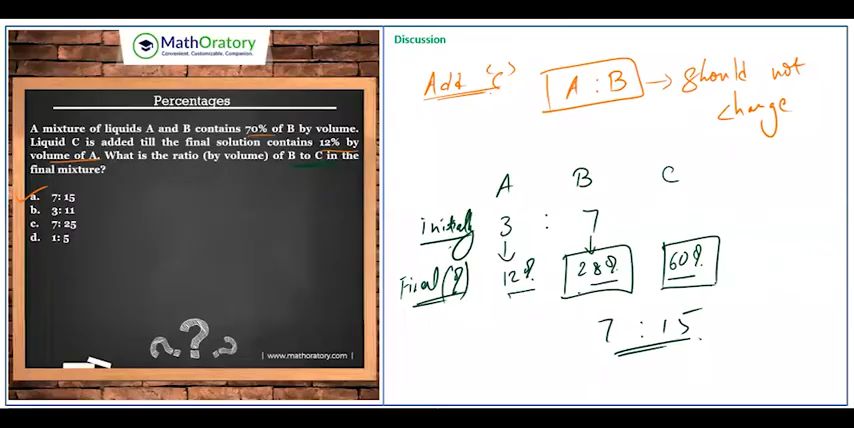 MathOratory
Convenient. Customizable. Companion.
Percentages
A mixture of liquids A and B contains 70% of B by volume.
Liquid C is added till the final solution contains 12% by
volume of A. What is the ratio (by volume) of B to C in the
final mixture?
a. 7: 15
b. 3: 11
c. 7: 25
d. 1: 5
| www.mathoratory.com |
Discussion
Add 'C' A : B → Should not
change
A B C
initially 3 : 7
Final (%) 12% 28% 60%
7 : 15